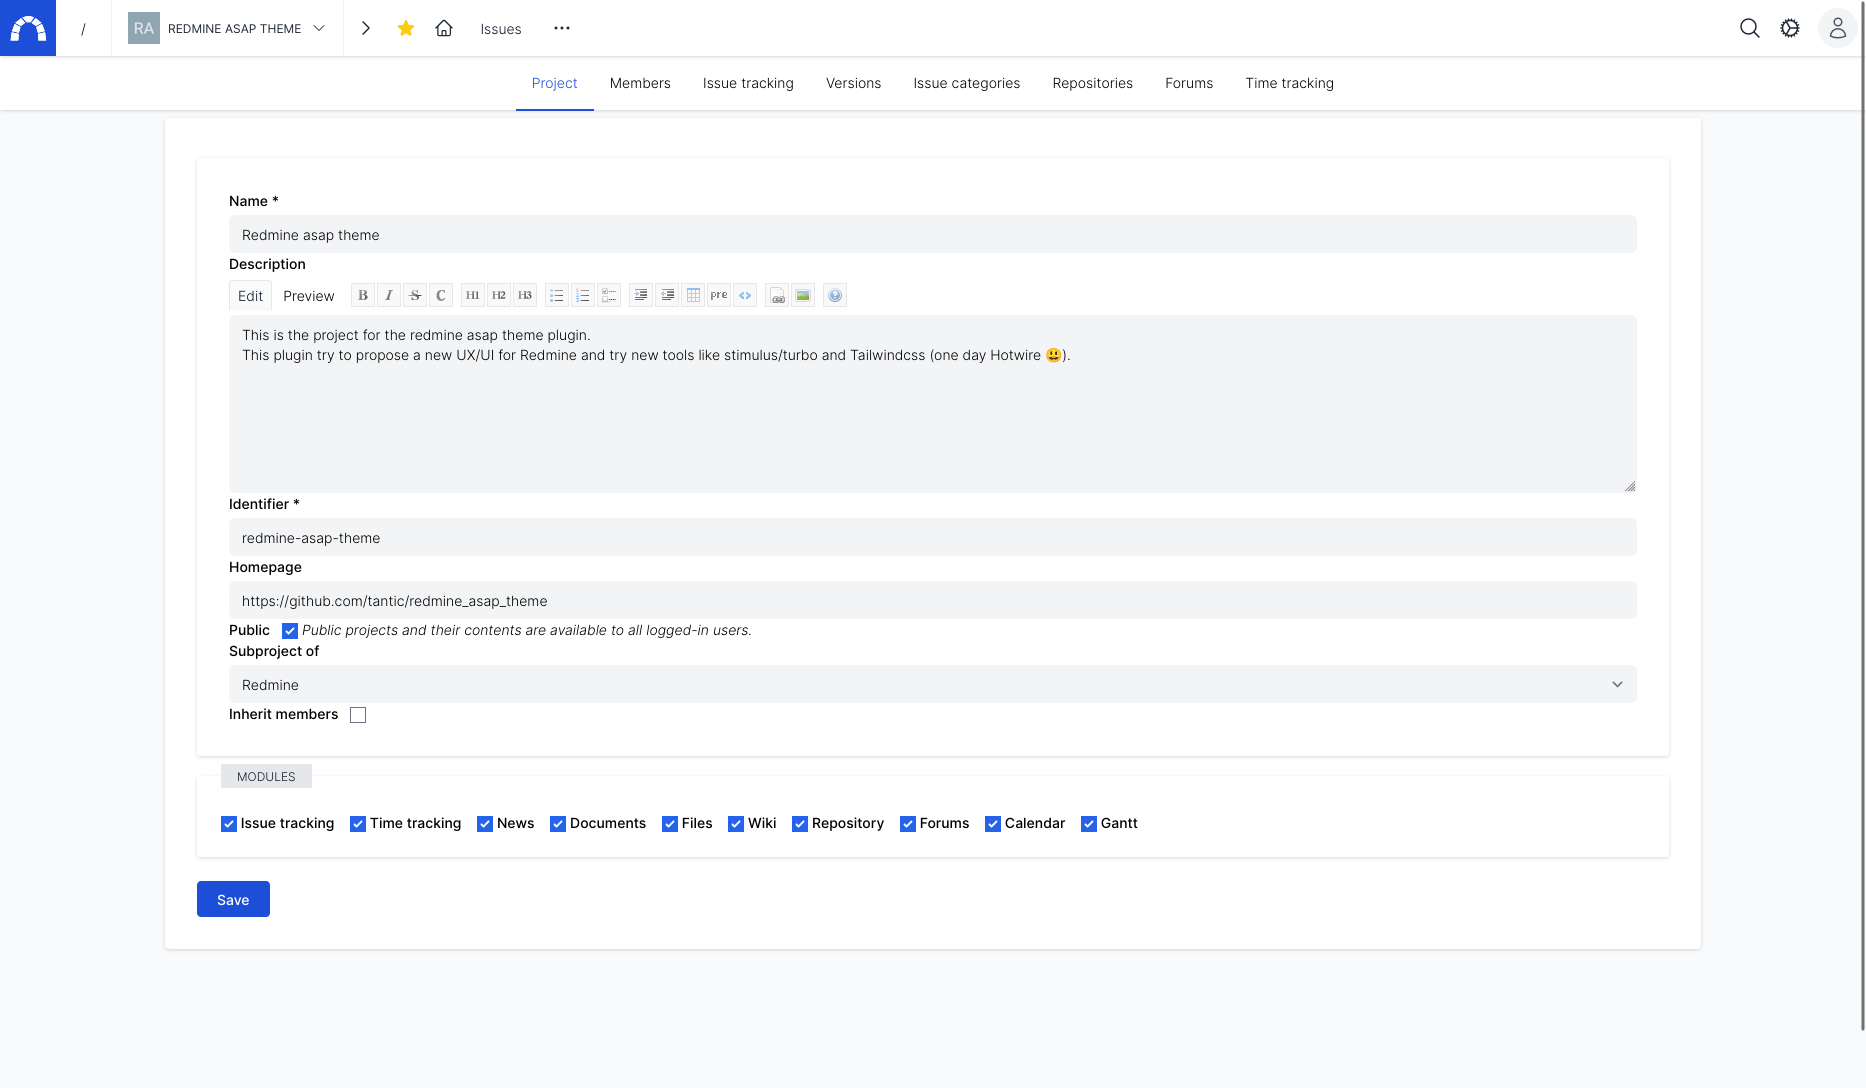 /
RA REDMINE ASAP THEME
Issues
Project Members Issue tracking Versions Issue categories Repositories Forums Time tracking
Name *
Redmine asap theme
Description
Edit Preview B I S C H1 H2 H3 pre <>
This is the project for the redmine asap theme plugin.
This plugin try to propose a new UX/UI for Redmine and try new tools like stimulus/turbo and Tailwindcss (one day Hotwire 😃).
Identifier *
redmine-asap-theme
Homepage
https://github.com/tantic/redmine_asap_theme
Public Public projects and their contents are available to all logged-in users.
Subproject of
Redmine
Inherit members
MODULES
Issue tracking Time tracking News Documents Files Wiki Repository Forums Calendar Gantt
Save